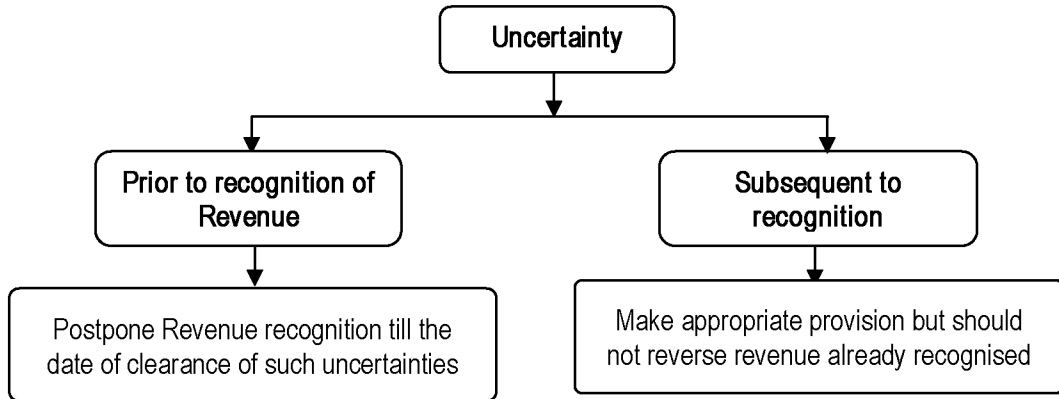 Uncertainty
Prior to recognition of
Revenue
Subsequent to
recognition
Postpone Revenue recognition till the
date of clearance of such uncertainties
Make appropriate provision but should
not reverse revenue already recognised